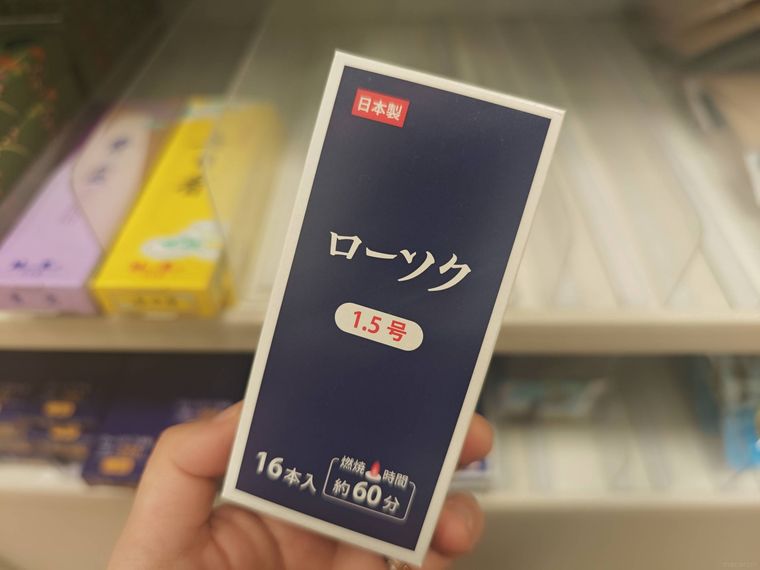 日本製
ローソク
1.5号
16本入
燃焼時間
約60分